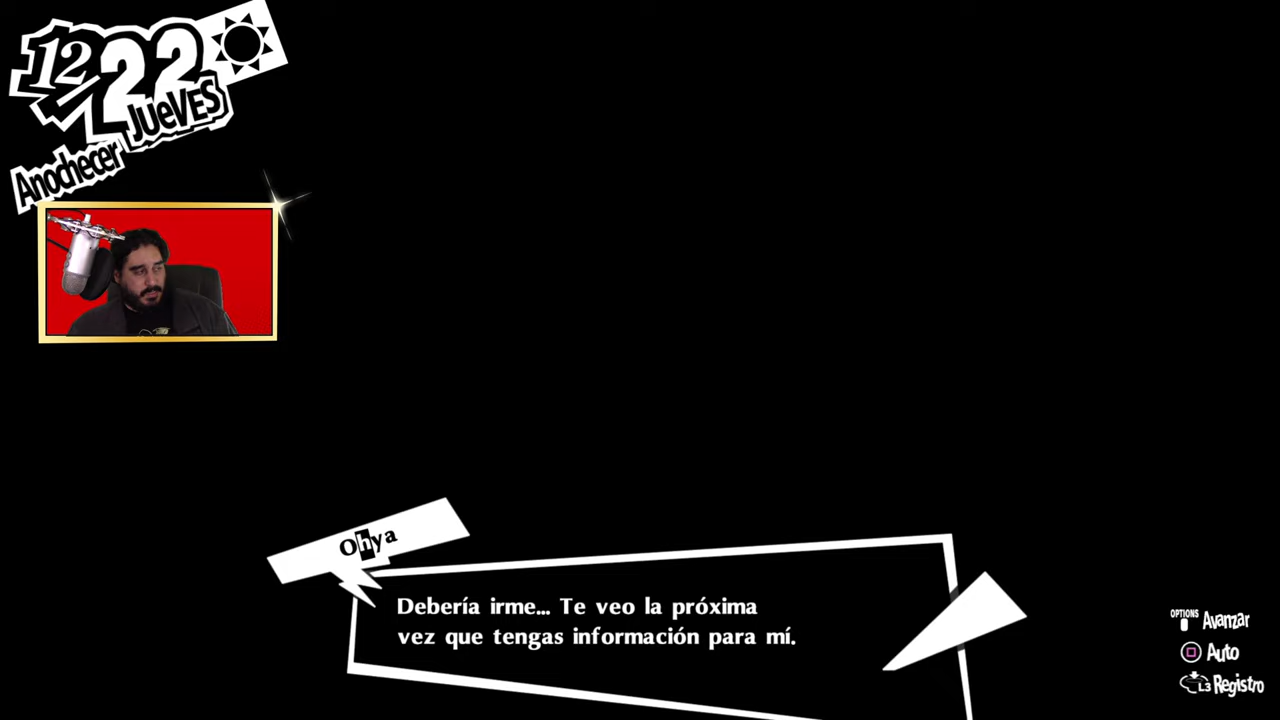 12/22
JueVES
Anochecer
Ohya
Debería irme... Te veo la próxima
vez que tengas información para mí.
OPTIONS Avanzar
Auto
L3 Registro